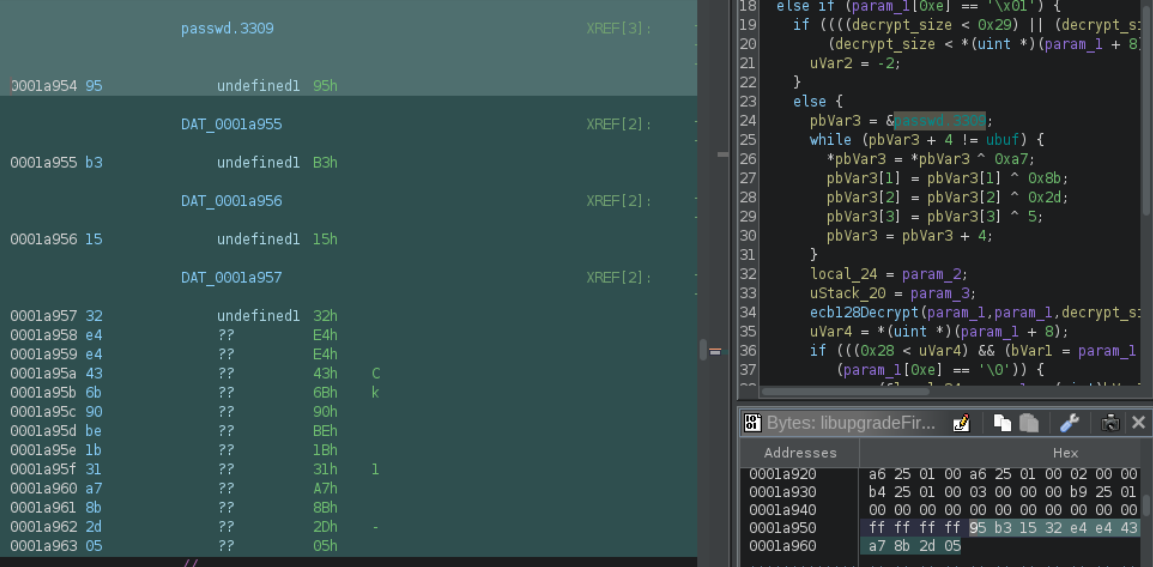 passwd.3309 XREF[3]:
0001a954 95 undefined1 95h
DAT_0001a955 XREF[2]:
0001a955 b3 undefined1 B3h
DAT_0001a956 XREF[2]:
0001a956 15 undefined1 15h
DAT_0001a957 XREF[2]:
0001a957 32 undefined1 32h
0001a958 e4 ?? E4h
0001a959 e4 ?? E4h
0001a95a 43 ?? 43h C
0001a95b 6b ?? 6Bh k
0001a95c 90 ?? 90h
0001a95d be ?? BEh
0001a95e 1b ?? 1Bh
0001a95f 31 ?? 31h 1
0001a960 a7 ?? A7h
0001a961 8b ?? 8Bh
0001a962 2d ?? 2Dh -
0001a963 05 ?? 05h
//
18 else if (param_1[0xe] == '\x01') {
19 if ((((decrypt_size < 0x29) || (decrypt_s
20 (decrypt_size < *(uint *)(param_1 + 8)
21 uVar2 = -2;
22 }
23 else {
24 pbVar3 = &passwd.3309;
25 while (pbVar3 + 4 != ubuf) {
26 *pbVar3 = *pbVar3 ^ 0xa7;
27 pbVar3[1] = pbVar3[1] ^ 0x8b;
28 pbVar3[2] = pbVar3[2] ^ 0x2d;
29 pbVar3[3] = pbVar3[3] ^ 5;
30 pbVar3 = pbVar3 + 4;
31 }
32 local_24 = param_2;
33 uStack_20 = param_3;
34 ecb128Decrypt(param_1,param_1,decrypt_s
35 uVar4 = *(uint *)(param_1 + 8);
36 if (((0x28 < uVar4) && (bVar1 = param_1
37 (param_1[0xe] == '\0')) {
Bytes: libupgradeFir...
Addresses Hex
0001a920 a6 25 01 00 a6 25 01 00 02 00 00
0001a930 b4 25 01 00 03 00 00 00 b9 25 01
0001a940 00 00 00 00 00 00 00 00 00 00 00
0001a950 ff ff ff ff 95 b3 15 32 e4 e4 43
0001a960 a7 8b 2d 05